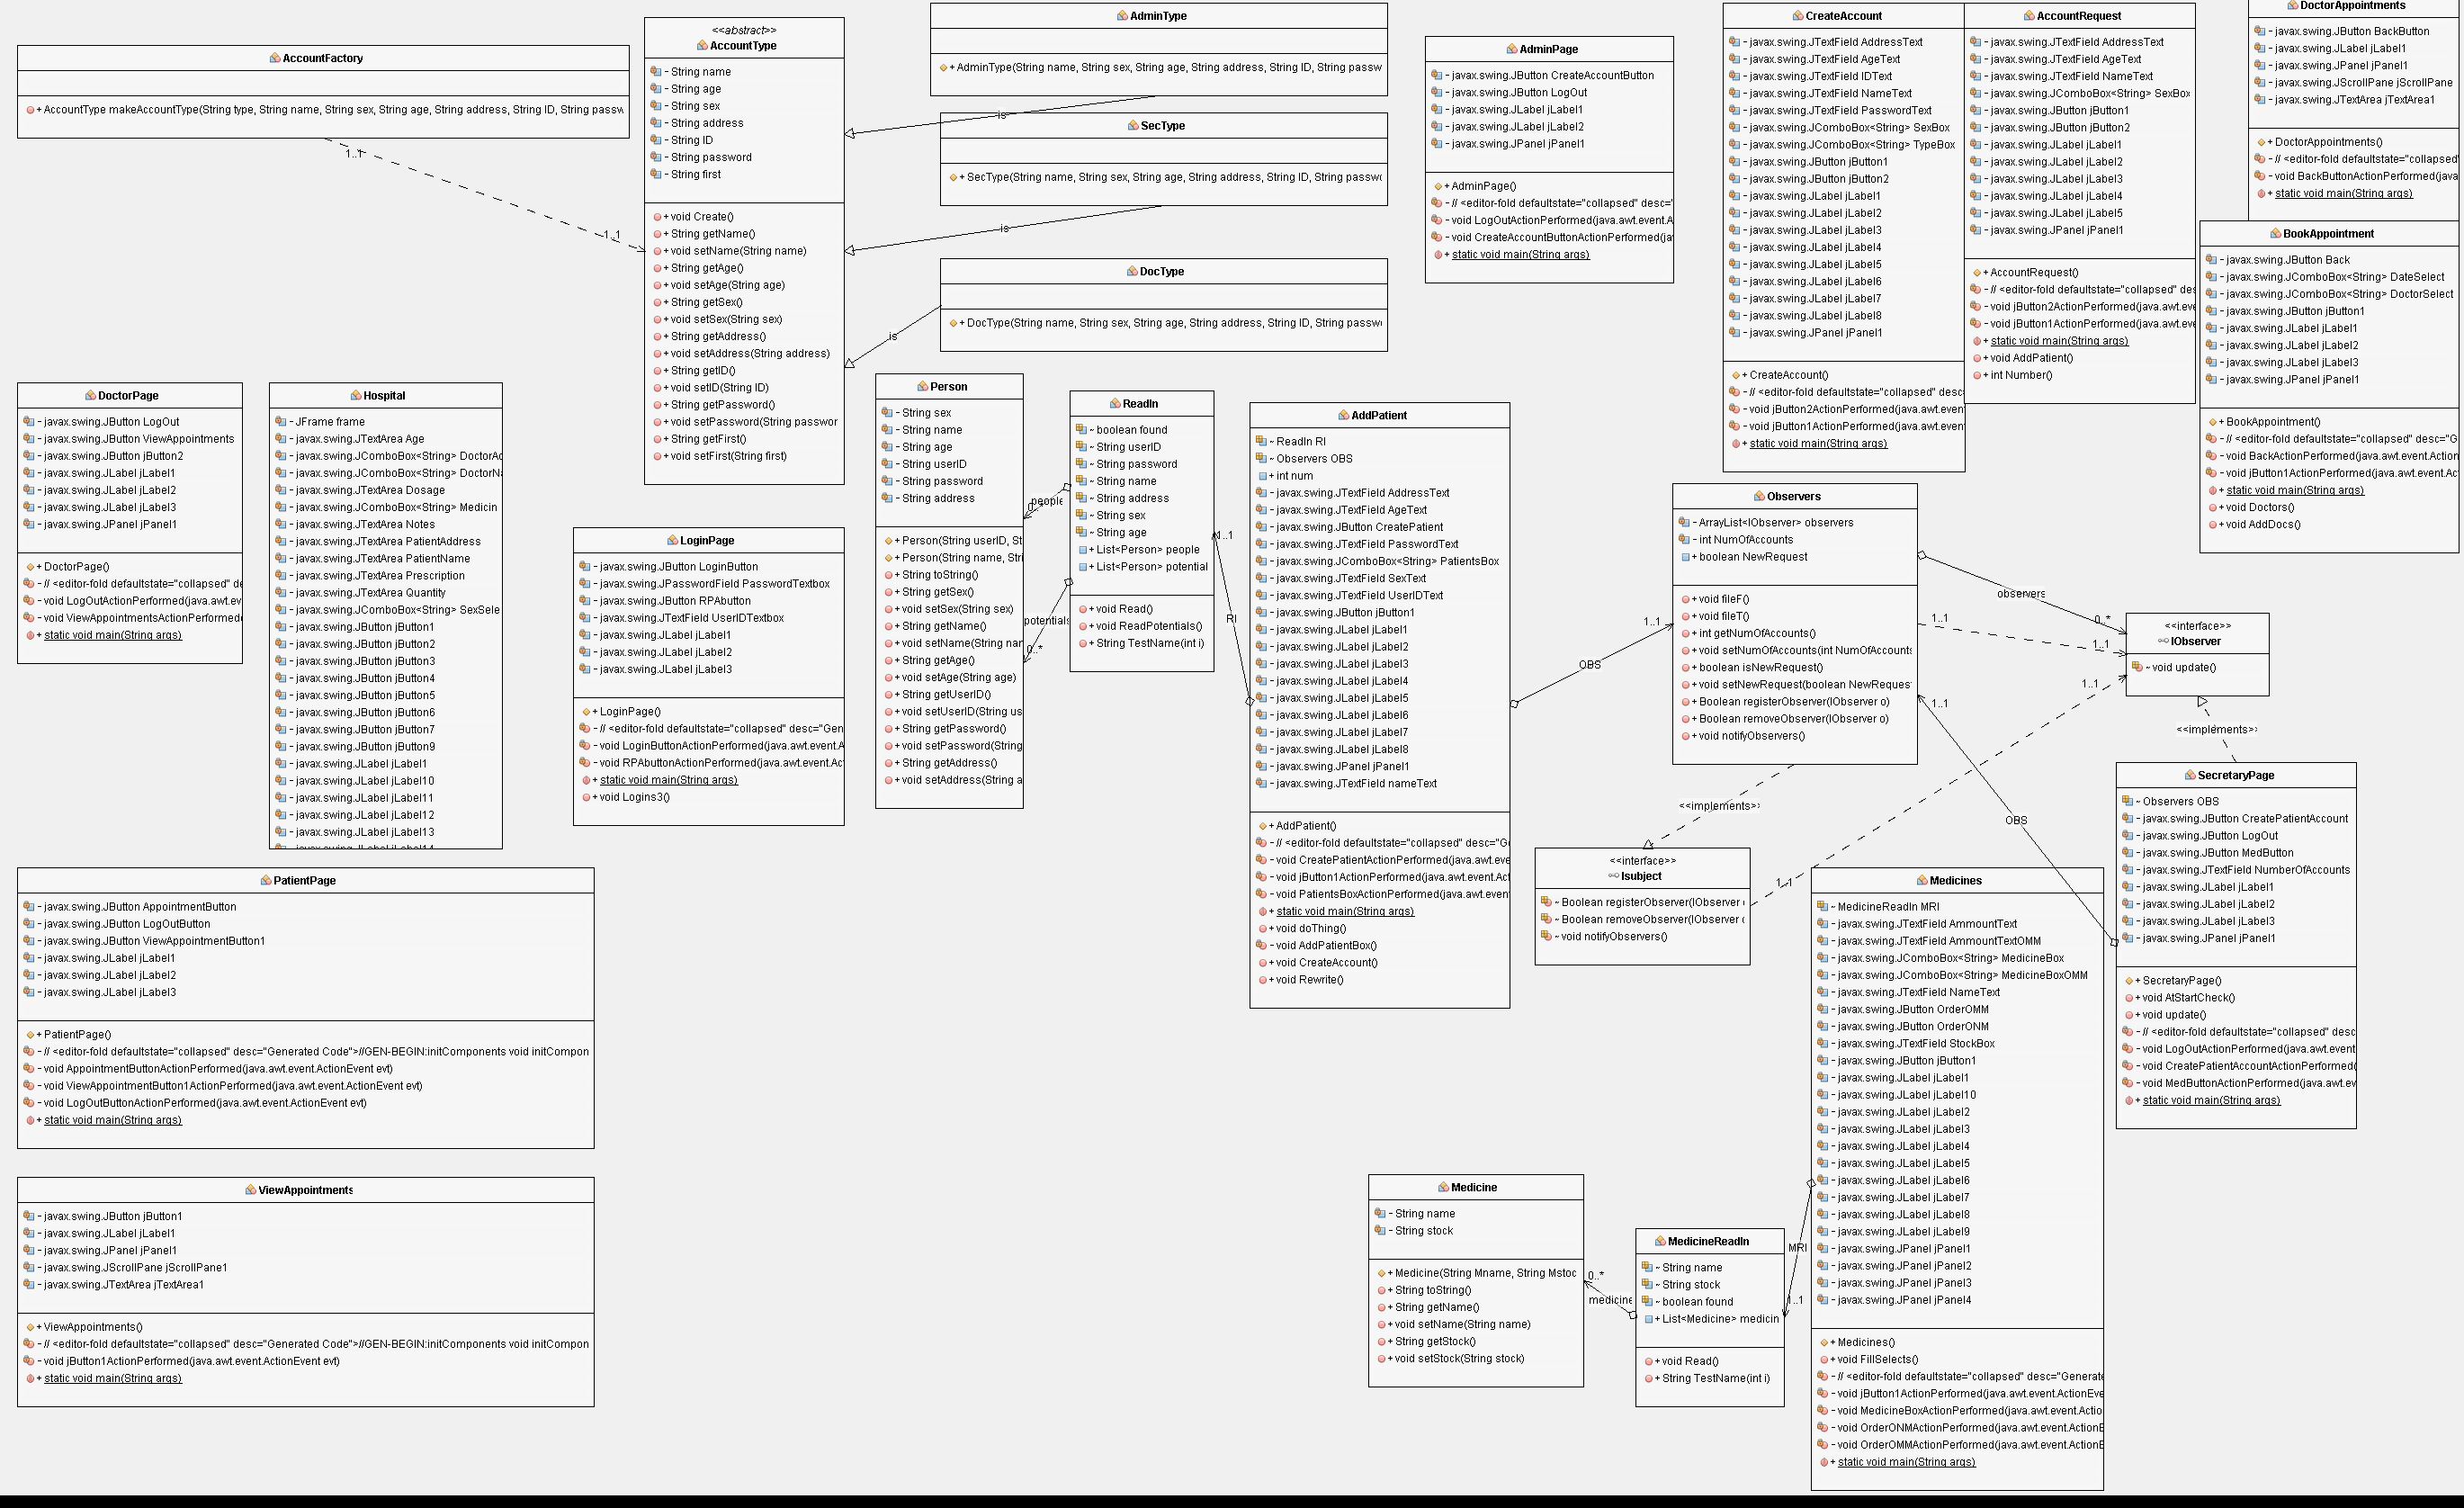 AccountFactory
+ AccountType makeAccountType(String type, String name, String sex, String age, String address, String ID, String passw
1..1
1..1
<<abstract>>
AccountType
- String name
- String age
- String sex
- String address
- String ID
- String password
- String first
+ void Create()
+ String getName()
+ void setName(String name)
+ String getAge()
+ void setAge(String age)
+ String getSex()
+ void setSex(String sex)
+ String getAddress()
+ void setAddress(String address)
+ String getID()
+ void setID(String ID)
+ String getPassword()
+ void setPassword(String passwor
+ String getFirst()
+ void setFirst(String first)
AdminType
+ AdminType(String name, String sex, String age, String address, String ID, String passw
is
SecType
+ SecType(String name, String sex, String age, String address, String ID, String passw
is
DocType
+ DocType(String name, String sex, String age, String address, String ID, String passw
is
AdminPage
- javax.swing.JButton CreateAccountButton
- javax.swing.JButton LogOut
- javax.swing.JLabel jLabel1
- javax.swing.JLabel jLabel2
- javax.swing.JPanel jPanel1
+ AdminPage()
- // <editor-fold defaultstate="collapsed" desc="
- void LogOutActionPerformed(java.awt.event.A
- void CreateAccountButtonActionPerformed(ja
+ static void main(String args)
CreateAccount
- javax.swing.JTextField AddressText
- javax.swing.JTextField AgeText
- javax.swing.JTextField IDText
- javax.swing.JTextField NameText
- javax.swing.JTextField PasswordText
- javax.swing.JComboBox<String> SexBox
- javax.swing.JComboBox<String> TypeBox
- javax.swing.JButton jButton1
- javax.swing.JButton jButton2
- javax.swing.JLabel jLabel1
- javax.swing.JLabel jLabel2
- javax.swing.JLabel jLabel3
- javax.swing.JLabel jLabel4
- javax.swing.JLabel jLabel5
- javax.swing.JLabel jLabel6
- javax.swing.JLabel jLabel7
- javax.swing.JLabel jLabel8
- javax.swing.JPanel jPanel1
+ CreateAccount()
- // <editor-fold defaultstate="collapsed" desc
- void jButton2ActionPerformed(java.awt.even
- void jButton1ActionPerformed(java.awt.even
+ static void main(String args)
AccountRequest
- javax.swing.JTextField AddressText
- javax.swing.JTextField AgeText
- javax.swing.JTextField NameText
- javax.swing.JComboBox<String> SexBox
- javax.swing.JButton jButton1
- javax.swing.JButton jButton2
- javax.swing.JLabel jLabel1
- javax.swing.JLabel jLabel2
- javax.swing.JLabel jLabel3
- javax.swing.JLabel jLabel4
- javax.swing.JLabel jLabel5
- javax.swing.JPanel jPanel1
+ AccountRequest()
- // <editor-fold defaultstate="collapsed" des
- void jButton2ActionPerformed(java.awt.eve
- void jButton1ActionPerformed(java.awt.eve
+ static void main(String args)
+ void AddPatient()
+ int Number()
DoctorAppointments
- javax.swing.JButton BackButton
- javax.swing.JLabel jLabel1
- javax.swing.JPanel jPanel1
- javax.swing.JScrollPane jScrollPane
- javax.swing.JTextArea jTextArea1
+ DoctorAppointments()
- // <editor-fold defaultstate="collapsed"
- void BackButtonActionPerformed(java
+ static void main(String args)
BookAppointment
- javax.swing.JButton Back
- javax.swing.JComboBox<String> DateSelect
- javax.swing.JComboBox<String> DoctorSelect
- javax.swing.JButton jButton1
- javax.swing.JLabel jLabel1
- javax.swing.JLabel jLabel2
- javax.swing.JLabel jLabel3
- javax.swing.JPanel jPanel1
+ BookAppointment()
- // <editor-fold defaultstate="collapsed" desc="G
- void BackActionPerformed(java.awt.event.Action
- void jButton1ActionPerformed(java.awt.event.Ac
+ static void main(String args)
+ void Doctors()
+ void AddDocs()
DoctorPage
- javax.swing.JButton LogOut
- javax.swing.JButton ViewAppointments
- javax.swing.JButton jButton2
- javax.swing.JLabel jLabel1
- javax.swing.JLabel jLabel2
- javax.swing.JLabel jLabel3
- javax.swing.JPanel jPanel1
+ DoctorPage()
- // <editor-fold defaultstate="collapsed" de
- void LogOutActionPerformed(java.awt.ev
- void ViewAppointmentsActionPerformed
+ static void main(String args)
Hospital
- JFrame frame
- javax.swing.JTextArea Age
- javax.swing.JComboBox<String> DoctorAc
- javax.swing.JComboBox<String> DoctorNa
- javax.swing.JTextArea Dosage
- javax.swing.JComboBox<String> Medicin
- javax.swing.JTextArea Notes
- javax.swing.JTextArea PatientAddress
- javax.swing.JTextArea PatientName
- javax.swing.JTextArea Prescription
- javax.swing.JTextArea Quantity
- javax.swing.JComboBox<String> SexSele
- javax.swing.JButton jButton1
- javax.swing.JButton jButton2
- javax.swing.JButton jButton3
- javax.swing.JButton jButton4
- javax.swing.JButton jButton5
- javax.swing.JButton jButton6
- javax.swing.JButton jButton7
- javax.swing.JButton jButton9
- javax.swing.JLabel jLabel1
- javax.swing.JLabel jLabel10
- javax.swing.JLabel jLabel11
- javax.swing.JLabel jLabel12
- javax.swing.JLabel jLabel13
- javax.swing.JLabel jLabel14
LoginPage
- javax.swing.JButton LoginButton
- javax.swing.JPasswordField PasswordTextbox
- javax.swing.JButton RPAbutton
- javax.swing.JTextField UserIDTextbox
- javax.swing.JLabel jLabel1
- javax.swing.JLabel jLabel2
- javax.swing.JLabel jLabel3
+ LoginPage()
- // <editor-fold defaultstate="collapsed" desc="Gen
- void LoginButtonActionPerformed(java.awt.event.A
- void RPAbuttonActionPerformed(java.awt.event.Ac
+ static void main(String args)
+ void Logins3()
Person
- String sex
- String name
- String age
- String userID
- String password
- String address
+ Person(String userID, St
+ Person(String name, Stri
+ String toString()
+ String getSex()
+ void setSex(String sex)
+ String getName()
+ void setName(String nam
+ String getAge()
+ void setAge(String age)
+ String getUserID()
+ void setUserID(String us
+ String getPassword()
+ void setPassword(String
+ String getAddress()
+ void setAddress(String a
people
0..*
potentials
0..*
ReadIn
~ boolean found
~ String userID
~ String password
~ String name
~ String address
~ String sex
~ String age
+ List<Person> people
+ List<Person> potential
+ void Read()
+ void ReadPotentials()
+ String TestName(int i)
1..1
RI
AddPatient
~ ReadIn RI
~ Observers OBS
+ int num
- javax.swing.JTextField AddressText
- javax.swing.JTextField AgeText
- javax.swing.JButton CreatePatient
- javax.swing.JTextField PasswordText
- javax.swing.JComboBox<String> PatientsBox
- javax.swing.JTextField SexText
- javax.swing.JTextField UserIDText
- javax.swing.JButton jButton1
- javax.swing.JLabel jLabel1
- javax.swing.JLabel jLabel2
- javax.swing.JLabel jLabel3
- javax.swing.JLabel jLabel4
- javax.swing.JLabel jLabel5
- javax.swing.JLabel jLabel6
- javax.swing.JLabel jLabel7
- javax.swing.JLabel jLabel8
- javax.swing.JPanel jPanel1
- javax.swing.JTextField nameText
+ AddPatient()
- // <editor-fold defaultstate="collapsed" desc="G
- void CreatePatientActionPerformed(java.awt.eve
- void jButton1ActionPerformed(java.awt.event.Act
- void PatientsBoxActionPerformed(java.awt.event
+ static void main(String args)
+ void doThing()
- void AddPatientBox()
+ void CreateAccount()
+ void Rewrite()
OBS
1..1
Observers
- ArrayList<IObserver> observers
- int NumOfAccounts
+ boolean NewRequest
+ void fileF()
+ void fileT()
+ int getNumOfAccounts()
+ void setNumOfAccounts(int NumOfAccounts
+ boolean isNewRequest()
+ void setNewRequest(boolean NewReques
+ Boolean registerObserver(IObserver o)
+ Boolean removeObserver(IObserver o)
+ void notifyObservers()
observers
0..*
1..1
1..1
1..1
1..1
<<interface>>
IObserver
~ void update()
<<implements>>
<<implements>>
OBS
<<interface>>
Isubject
~ Boolean registerObserver(IObserver
~ Boolean removeObserver(IObserver
~ void notifyObservers()
1..1
SecretaryPage
~ Observers OBS
- javax.swing.JButton CreatePatientAccount
- javax.swing.JButton LogOut
- javax.swing.JButton MedButton
- javax.swing.JTextField NumberOfAccounts
- javax.swing.JLabel jLabel1
- javax.swing.JLabel jLabel2
- javax.swing.JLabel jLabel3
- javax.swing.JPanel jPanel1
+ SecretaryPage()
+ void AtStartCheck()
+ void update()
- // <editor-fold defaultstate="collapsed" desc
- void LogOutActionPerformed(java.awt.event
- void CreatePatientAccountActionPerformed(
- void MedButtonActionPerformed(java.awt.ev
+ static void main(String args)
PatientPage
- javax.swing.JButton AppointmentButton
- javax.swing.JButton LogOutButton
- javax.swing.JButton ViewAppointmentButton1
- javax.swing.JLabel jLabel1
- javax.swing.JLabel jLabel2
- javax.swing.JLabel jLabel3
+ PatientPage()
- // <editor-fold defaultstate="collapsed" desc="Generated Code">//GEN-BEGIN:initComponents void initCompon
- void AppointmentButtonActionPerformed(java.awt.event.ActionEvent evt)
- void ViewAppointmentButton1ActionPerformed(java.awt.event.ActionEvent evt)
- void LogOutButtonActionPerformed(java.awt.event.ActionEvent evt)
+ static void main(String args)
ViewAppointments
- javax.swing.JButton jButton1
- javax.swing.JLabel jLabel1
- javax.swing.JPanel jPanel1
- javax.swing.JScrollPane jScrollPane1
- javax.swing.JTextArea jTextArea1
+ ViewAppointments()
- // <editor-fold defaultstate="collapsed" desc="Generated Code">//GEN-BEGIN:initComponents void initCompon
- void jButton1ActionPerformed(java.awt.event.ActionEvent evt)
+ static void main(String args)
Medicine
- String name
- String stock
+ Medicine(String Mname, String Mstoc
+ String toString()
+ String getName()
+ void setName(String name)
+ String getStock()
+ void setStock(String stock)
0..*
medicine
MedicineReadIn
~ String name
~ String stock
~ boolean found
+ List<Medicine> medicin
+ void Read()
+ String TestName(int i)
MRI
1..1
Medicines
~ MedicineReadIn MRI
- javax.swing.JTextField AmmountText
- javax.swing.JTextField AmmountTextOMM
- javax.swing.JComboBox<String> MedicineBox
- javax.swing.JComboBox<String> MedicineBoxOMM
- javax.swing.JTextField NameText
- javax.swing.JButton OrderOMM
- javax.swing.JButton OrderONM
- javax.swing.JTextField StockBox
- javax.swing.JButton jButton1
- javax.swing.JLabel jLabel1
- javax.swing.JLabel jLabel10
- javax.swing.JLabel jLabel2
- javax.swing.JLabel jLabel3
- javax.swing.JLabel jLabel4
- javax.swing.JLabel jLabel5
- javax.swing.JLabel jLabel6
- javax.swing.JLabel jLabel7
- javax.swing.JLabel jLabel8
- javax.swing.JLabel jLabel9
- javax.swing.JPanel jPanel1
- javax.swing.JPanel jPanel2
- javax.swing.JPanel jPanel3
- javax.swing.JPanel jPanel4
+ Medicines()
+ void FillSelects()
- // <editor-fold defaultstate="collapsed" desc="Generate
- void jButton1ActionPerformed(java.awt.event.ActionEve
- void MedicineBoxActionPerformed(java.awt.event.Actio
- void OrderONMActionPerformed(java.awt.event.ActionE
- void OrderOMMActionPerformed(java.awt.event.ActionE
+ static void main(String args)